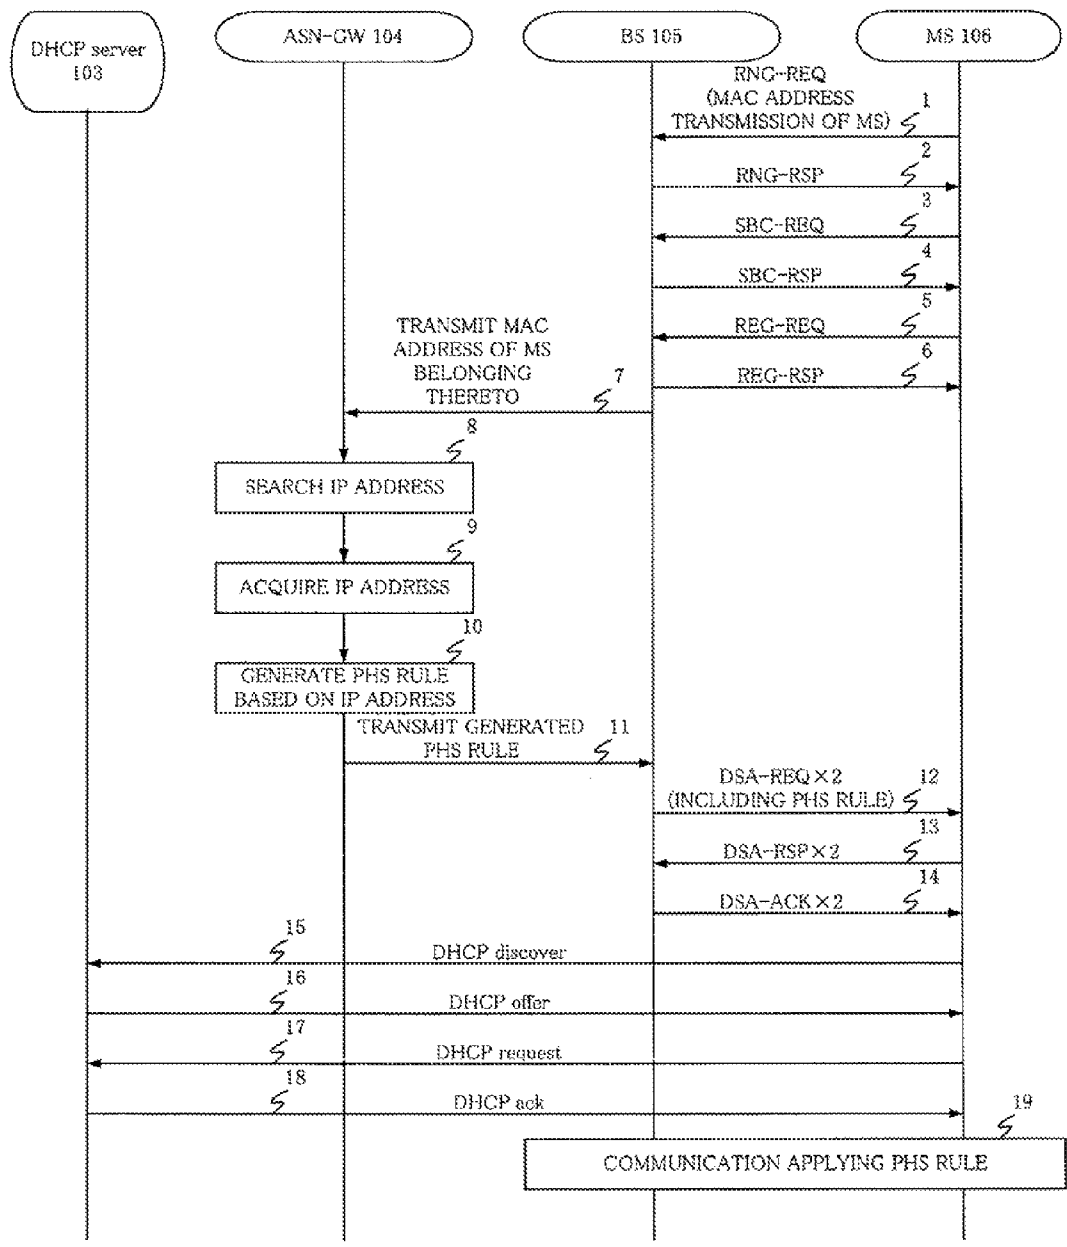 DHCP server
103
ASN-GW 104
BS 105
MS 106
RNG-REQ
(MAC ADDRESS
TRANSMISSION OF MS)
1
2
RNG-RSP
3
SBC-REQ
4
SBC-RSP
5
REG-REQ
6
REG-RSP
TRANSMIT MAC
ADDRESS OF MS
BELONGING
THERETO
7
8
SEARCH IP ADDRESS
9
ACQUIRE IP ADDRESS
10
GENERATE PHS RULE
BASED ON IP ADDRESS
TRANSMIT GENERATED
PHS RULE
11
DSA-REQ×2
(INCLUDING PHS RULE)
12
13
DSA-RSP×2
14
DSA-ACK×2
15
DHCP discover
16
DHCP offer
17
DHCP request
18
DHCP ack
19
COMMUNICATION APPLYING PHS RULE